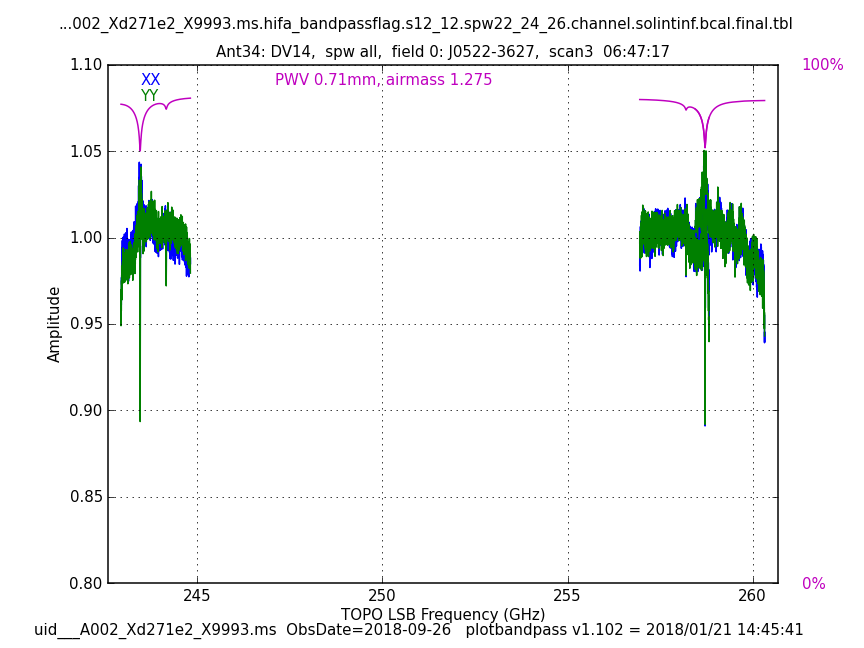 ...002_Xd271e2_X9993.ms.hifa_bandpassflag.s12_12.spw22_24_26.channel.solintinf.bcal.final.tbl
Ant34: DV14,  spw all,  field 0: J0522-3627,  scan3  06:47:17
1.10
100%
XX
PWV 0.71mm, airmass 1.275
YY
1.05
1.00
0.95
Amplitude
0.90
0.85
0.80
0%
245
250
255
260
TOPO LSB Frequency (GHz)
uid___A002_Xd271e2_X9993.ms  ObsDate=2018-09-26   plotbandpass v1.102 = 2018/01/21 14:45:41